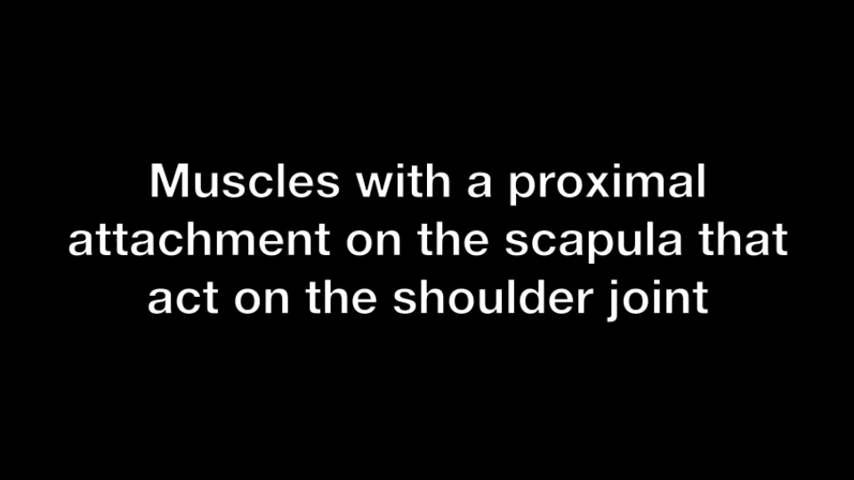 Muscles with a proximal
attachment on the scapula that
act on the shoulder joint